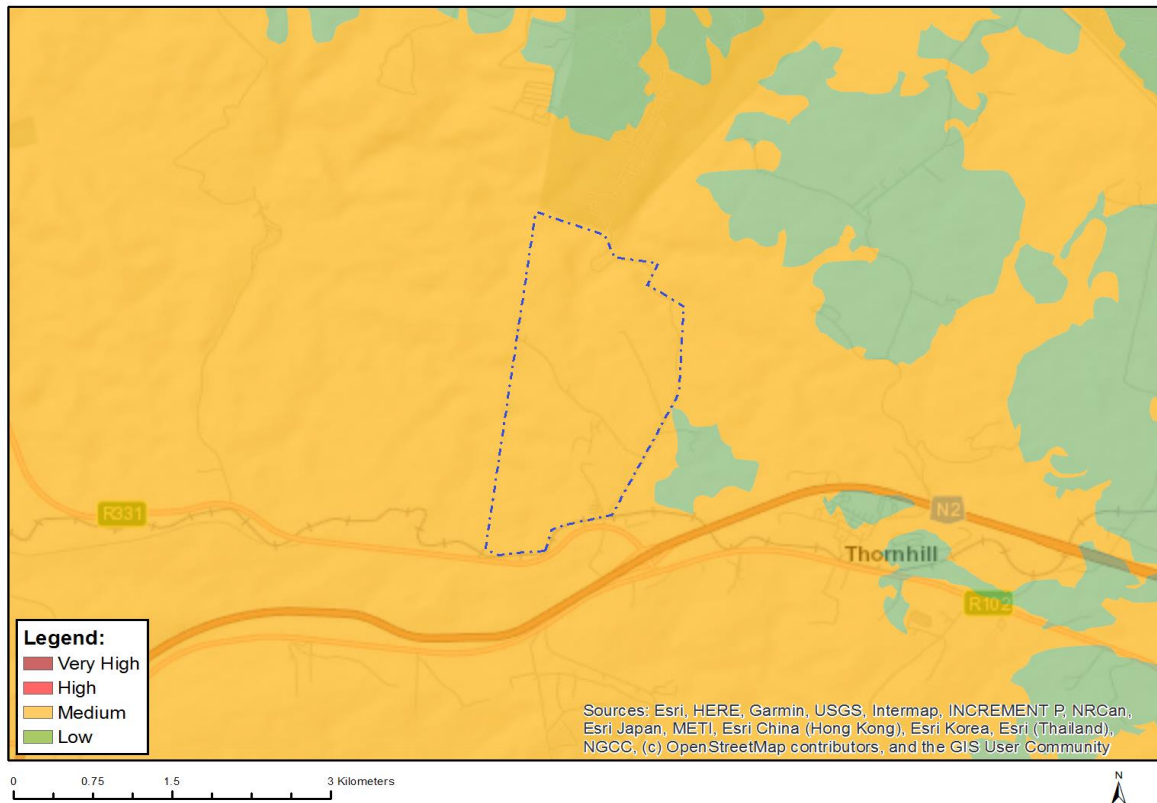 R331
N2
Thornhill
R102
Legend:
Very High
High
Medium
Low
Sources: Esri, HERE, Garmin, USGS, Intermap, INCREMENT P, NRCan,
Esri Japan, METI, Esri China (Hong Kong), Esri Korea, Esri (Thailand),
NGCC, (c) OpenStreetMap contributors, and the GIS User Community
0 0.75 1.5 3 Kilometers
N